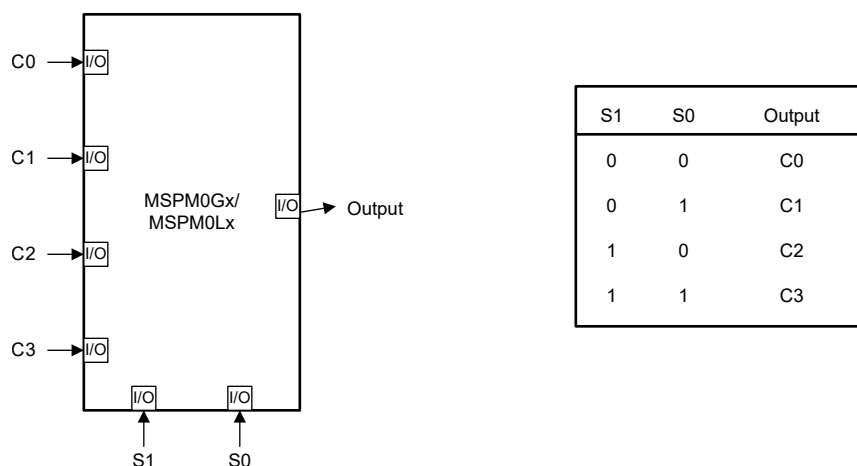 C0
I/O
C1
I/O
MSPM0Gx/
MSPM0Lx
I/O
Output
C2
I/O
C3
I/O
I/O
I/O
S1
S0
S1 S0 Output
0 0 C0
0 1 C1
1 0 C2
1 1 C3